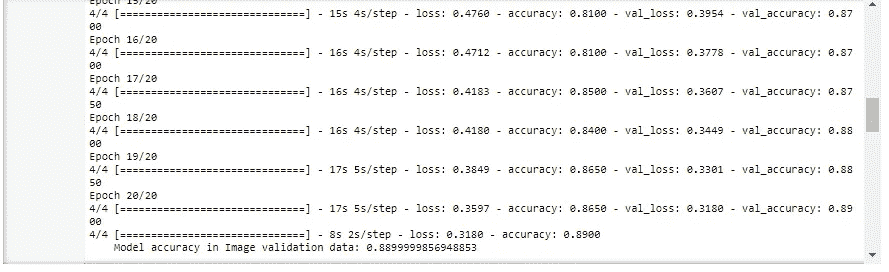 Epoch 15/20
4/4 [==============================] - 15s 4s/step - loss: 0.4760 - accuracy: 0.8100 - val_loss: 0.3954 - val_accuracy: 0.87
00
Epoch 16/20
4/4 [==============================] - 16s 4s/step - loss: 0.4712 - accuracy: 0.8100 - val_loss: 0.3778 - val_accuracy: 0.87
00
Epoch 17/20
4/4 [==============================] - 16s 4s/step - loss: 0.4183 - accuracy: 0.8500 - val_loss: 0.3607 - val_accuracy: 0.87
50
Epoch 18/20
4/4 [==============================] - 16s 4s/step - loss: 0.4180 - accuracy: 0.8400 - val_loss: 0.3449 - val_accuracy: 0.88
00
Epoch 19/20
4/4 [==============================] - 17s 5s/step - loss: 0.3849 - accuracy: 0.8650 - val_loss: 0.3301 - val_accuracy: 0.88
50
Epoch 20/20
4/4 [==============================] - 17s 5s/step - loss: 0.3597 - accuracy: 0.8650 - val_loss: 0.3180 - val_accuracy: 0.89
00
4/4 [==============================] - 8s 2s/step - loss: 0.3180 - accuracy: 0.8900
Model accuracy in Image validation data: 0.8899999856948853